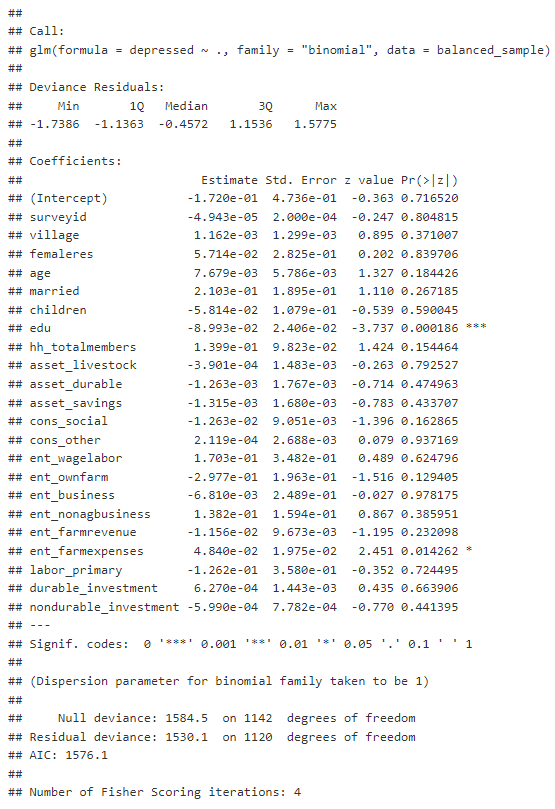 ##
## Call:
## glm(formula = depressed ~ ., family = "binomial", data = balanced_sample)
##
## Deviance Residuals:
##     Min       1Q   Median       3Q      Max
## -1.7386  -1.1363  -0.4572   1.1536   1.5775
##
## Coefficients:
##                         Estimate Std. Error z value Pr(>|z|)
## (Intercept)           -1.720e-01  4.736e-01  -0.363 0.716520
## surveyid              -4.943e-05  2.000e-04  -0.247 0.804815
## village                1.162e-03  1.299e-03   0.895 0.371007
## femaleres              5.714e-02  2.825e-01   0.202 0.839706
## age                    7.679e-03  5.786e-03   1.327 0.184426
## married                2.103e-01  1.895e-01   1.110 0.267185
## children              -5.814e-02  1.079e-01  -0.539 0.590045
## edu                   -8.993e-02  2.406e-02  -3.737 0.000186 ***
## hh_totalmembers        1.399e-01  9.823e-02   1.424 0.154464
## asset_livestock       -3.901e-04  1.483e-03  -0.263 0.792527
## asset_durable         -1.263e-03  1.767e-03  -0.714 0.474963
## asset_savings         -1.315e-03  1.680e-03  -0.783 0.433707
## cons_social           -1.263e-02  9.051e-03  -1.396 0.162865
## cons_other             2.119e-04  2.688e-03   0.079 0.937169
## ent_wagelabor          1.703e-01  3.482e-01   0.489 0.624796
## ent_ownfarm           -2.977e-01  1.963e-01  -1.516 0.129405
## ent_business          -6.810e-03  2.489e-01  -0.027 0.978175
## ent_nonagbusiness      1.382e-01  1.594e-01   0.867 0.385951
## ent_farmrevenue       -1.156e-02  9.673e-03  -1.195 0.232098
## ent_farmexpenses       4.840e-02  1.975e-02   2.451 0.014262 *
## labor_primary         -1.262e-01  3.580e-01  -0.352 0.724495
## durable_investment     6.270e-04  1.443e-03   0.435 0.663906
## nondurable_investment -5.990e-04  7.782e-04  -0.770 0.441395
## ---
## Signif. codes:  0 '***' 0.001 '**' 0.01 '*' 0.05 '.' 0.1 ' ' 1
##
## (Dispersion parameter for binomial family taken to be 1)
##
##     Null deviance: 1584.5  on 1142  degrees of freedom
## Residual deviance: 1530.1  on 1120  degrees of freedom
## AIC: 1576.1
##
## Number of Fisher Scoring iterations: 4